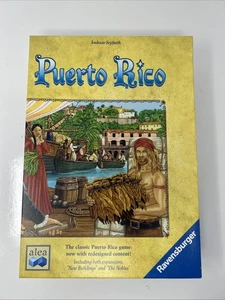 Andreas Seyfarth
Puerto Rico
alea
The classic Puerto Rico game
now with redesigned content!
Including both expansions,
"New Buildings" and "The Nobles"
Ravensburger